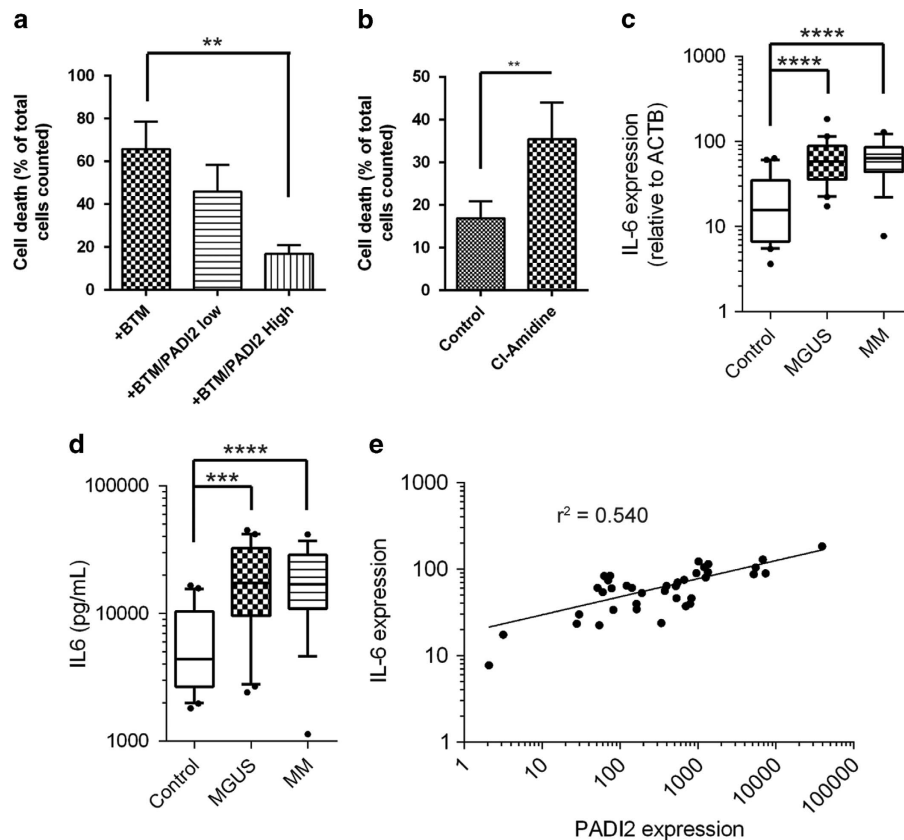 a
**
Cell death (% of total
cells counted)
100
80
60
40
20
0
+BTM
+BTM/PADI2 low
+BTM/PADI2 High
b
**
Cell death (% of total
cells counted)
50
40
30
20
10
0
Control
Cl-Amidine
c
****
****
IL-6 expression
(relative to ACTB)
1000
100
10
1
Control
MGUS
MM
d
****
***
IL6 (pg/mL)
100000
10000
1000
Control
MGUS
MM
e
r² = 0.540
IL-6 expression
1000
100
10
1
1
10
100
1000
10000
100000
PADI2 expression